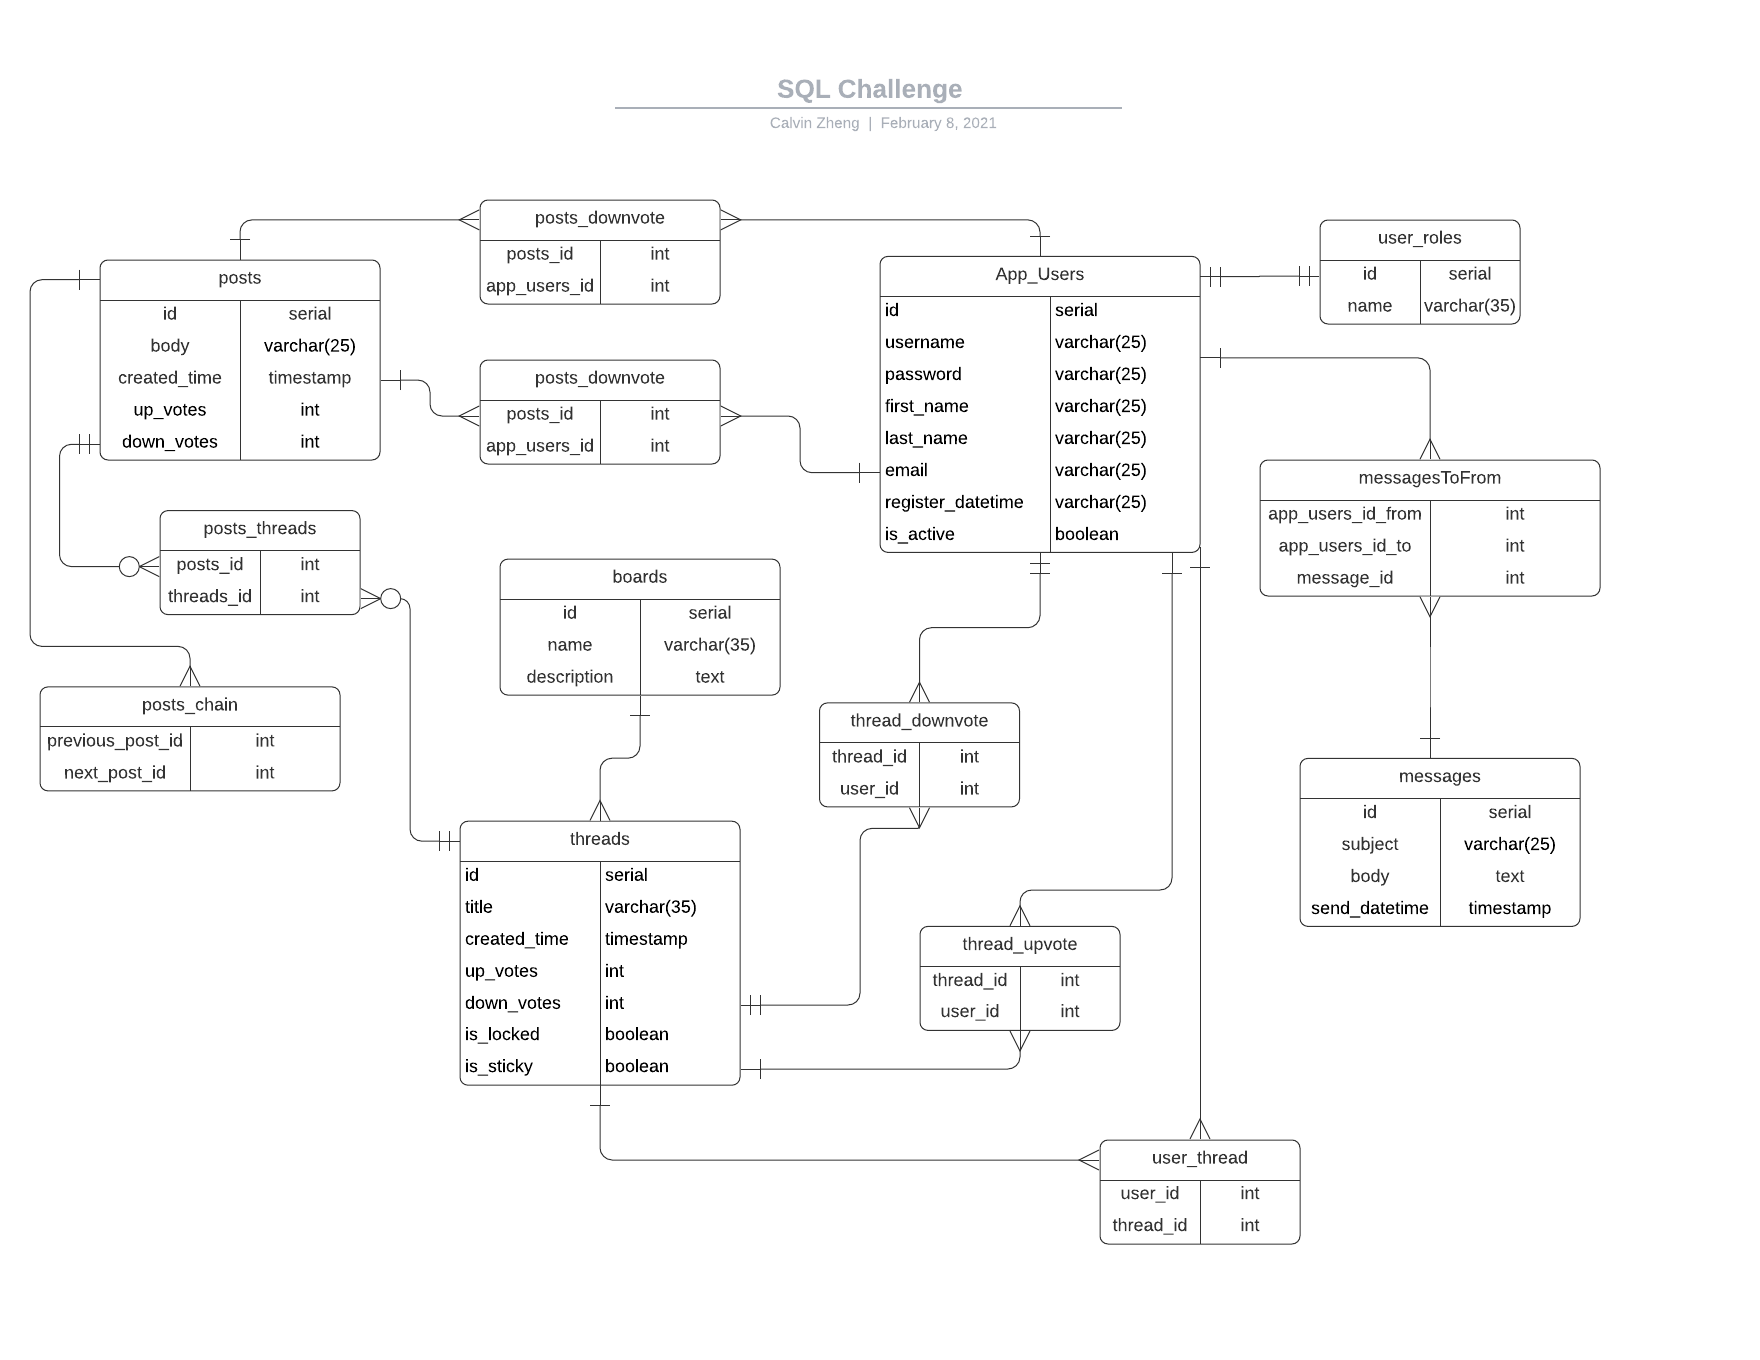 SQL Challenge
Calvin Zheng | February 8, 2021
posts_downvote
posts_id int
app_users_id int
user_roles
id serial
name varchar(35)
posts
id serial
body varchar(25)
created_time timestamp
up_votes int
down_votes int
App_Users
id serial
username varchar(25)
password varchar(25)
first_name varchar(25)
last_name varchar(25)
email varchar(25)
register_datetime varchar(25)
is_active boolean
posts_downvote
posts_id int
app_users_id int
messagesToFrom
app_users_id_from int
app_users_id_to int
message_id int
posts_threads
posts_id int
threads_id int
boards
id serial
name varchar(35)
description text
posts_chain
previous_post_id int
next_post_id int
thread_downvote
thread_id int
user_id int
messages
id serial
subject varchar(25)
body text
send_datetime timestamp
threads
id serial
title varchar(35)
created_time timestamp
up_votes int
down_votes int
is_locked boolean
is_sticky boolean
thread_upvote
thread_id int
user_id int
user_thread
user_id int
thread_id int